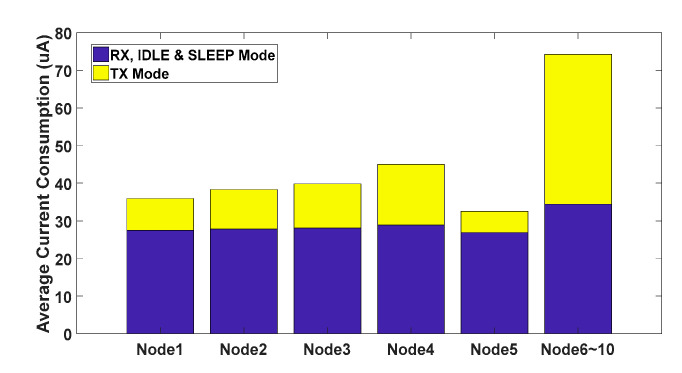 80
70
60
50
40
30
20
10
0
Average Current Consumption (uA)
RX, IDLE & SLEEP Mode
TX Mode
Node1 Node2 Node3 Node4 Node5 Node6~10